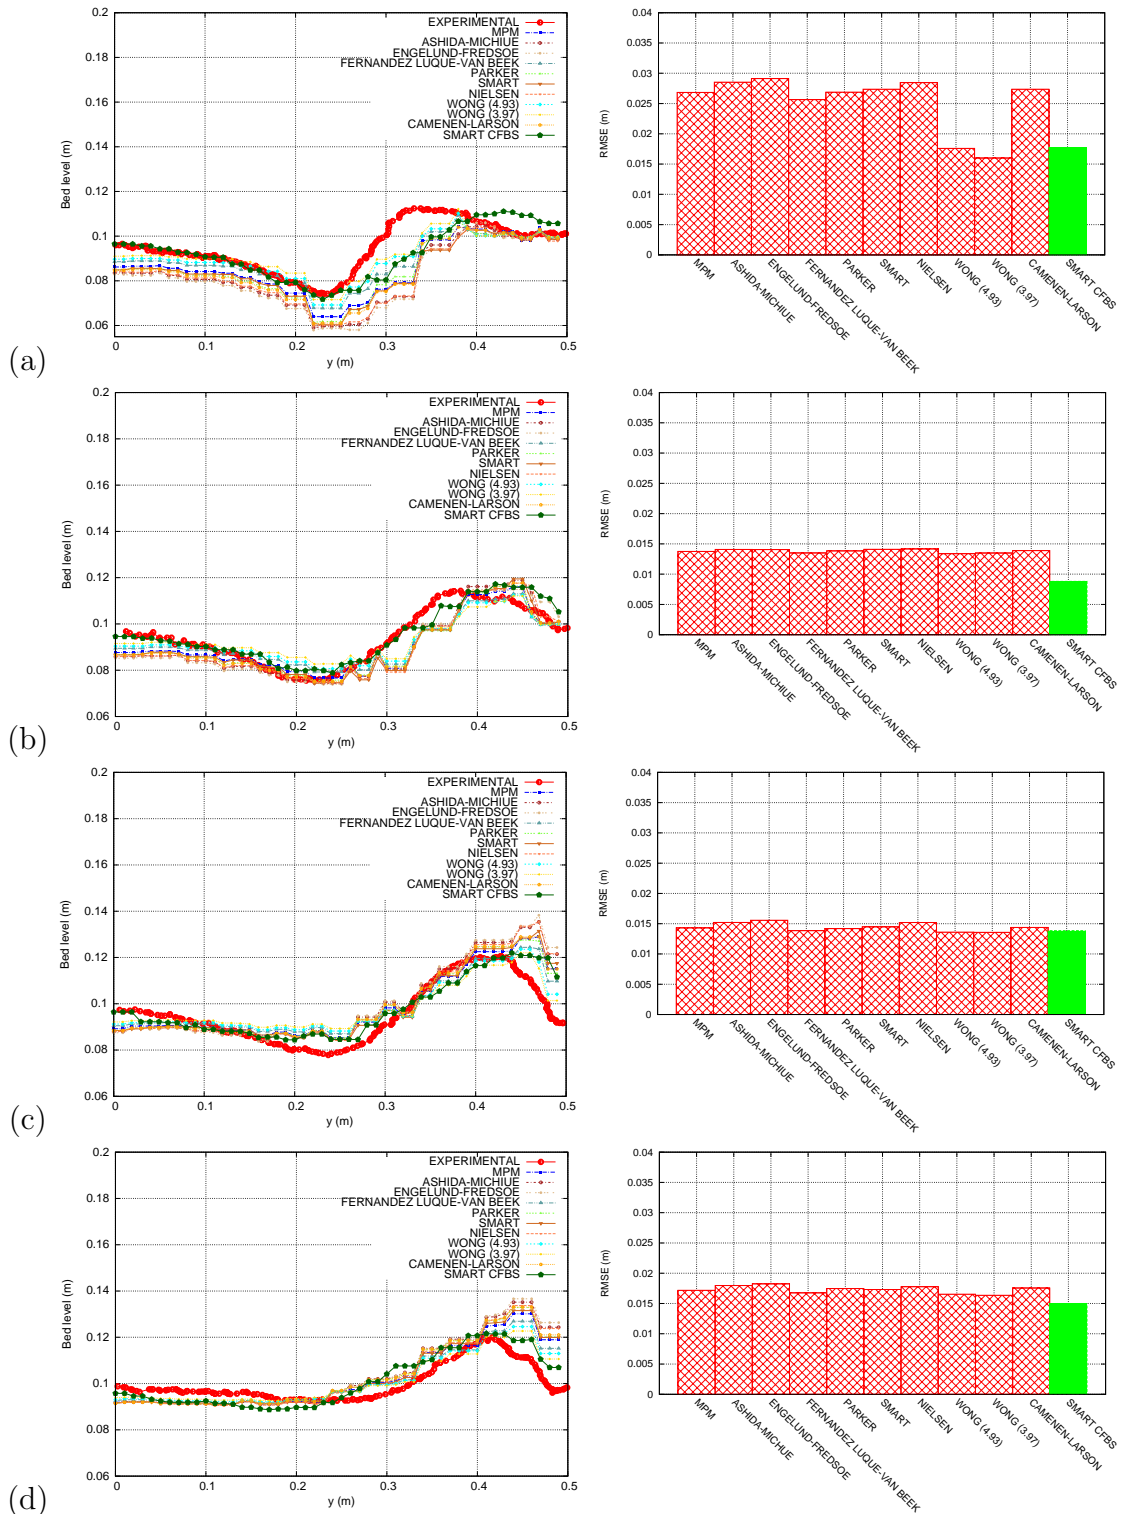 0.2
0.18
0.16
0.14
0.12
0.1
0.08
0.06
Bed level (m)
EXPERIMENTAL
MPM
ASHIDA-MICHIUE
ENGELUND-FREDSOE
FERNANDEZ LUQUE-VAN BEEK
PARKER
SMART
NIELSEN
WONG (4.93)
WONG (3.97)
CAMENEN-LARSON
SMART CFBS
0 0.1 0.2 0.3 0.4 0.5
y (m)
(a)
0.04
0.035
0.03
0.025
0.02
0.015
0.01
0.005
0
RMSE (m)
MPM
ASHIDA-MICHIUE
ENGELUND-FREDSOE
FERNANDEZ LUQUE-VAN BEEK
PARKER
SMART
NIELSEN
WONG (4.93)
WONG (3.97)
CAMENEN-LARSON
SMART CFBS
0.2
0.18
0.16
0.14
0.12
0.1
0.08
0.06
Bed level (m)
EXPERIMENTAL
MPM
ASHIDA-MICHIUE
ENGELUND-FREDSOE
FERNANDEZ LUQUE-VAN BEEK
PARKER
SMART
NIELSEN
WONG (4.93)
WONG (3.97)
CAMENEN-LARSON
SMART CFBS
0 0.1 0.2 0.3 0.4 0.5
y (m)
(b)
0.04
0.035
0.03
0.025
0.02
0.015
0.01
0.005
0
RMSE (m)
MPM
ASHIDA-MICHIUE
ENGELUND-FREDSOE
FERNANDEZ LUQUE-VAN BEEK
PARKER
SMART
NIELSEN
WONG (4.93)
WONG (3.97)
CAMENEN-LARSON
SMART CFBS
0.2
0.18
0.16
0.14
0.12
0.1
0.08
0.06
Bed level (m)
EXPERIMENTAL
MPM
ASHIDA-MICHIUE
ENGELUND-FREDSOE
FERNANDEZ LUQUE-VAN BEEK
PARKER
SMART
NIELSEN
WONG (4.93)
WONG (3.97)
CAMENEN-LARSON
SMART CFBS
0 0.1 0.2 0.3 0.4 0.5
y (m)
(c)
0.04
0.035
0.03
0.025
0.02
0.015
0.01
0.005
0
RMSE (m)
MPM
ASHIDA-MICHIUE
ENGELUND-FREDSOE
FERNANDEZ LUQUE-VAN BEEK
PARKER
SMART
NIELSEN
WONG (4.93)
WONG (3.97)
CAMENEN-LARSON
SMART CFBS
0.2
0.18
0.16
0.14
0.12
0.1
0.08
0.06
Bed level (m)
EXPERIMENTAL
MPM
ASHIDA-MICHIUE
ENGELUND-FREDSOE
FERNANDEZ LUQUE-VAN BEEK
PARKER
SMART
NIELSEN
WONG (4.93)
WONG (3.97)
CAMENEN-LARSON
SMART CFBS
0 0.1 0.2 0.3 0.4 0.5
y (m)
(d)
0.04
0.035
0.03
0.025
0.02
0.015
0.01
0.005
0
RMSE (m)
MPM
ASHIDA-MICHIUE
ENGELUND-FREDSOE
FERNANDEZ LUQUE-VAN BEEK
PARKER
SMART
NIELSEN
WONG (4.93)
WONG (3.97)
CAMENEN-LARSON
SMART CFBS